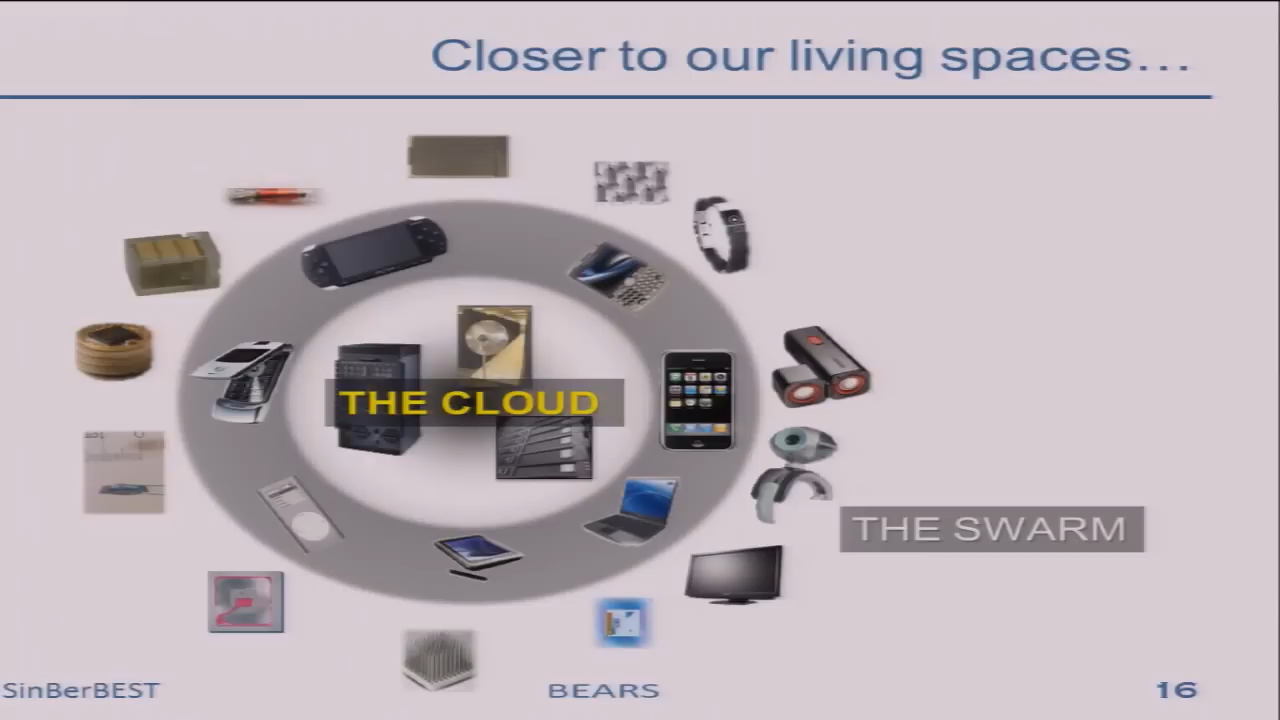 Closer to our living spaces…
THE CLOUD
THE SWARM
SinBerBEST
BEARS
16